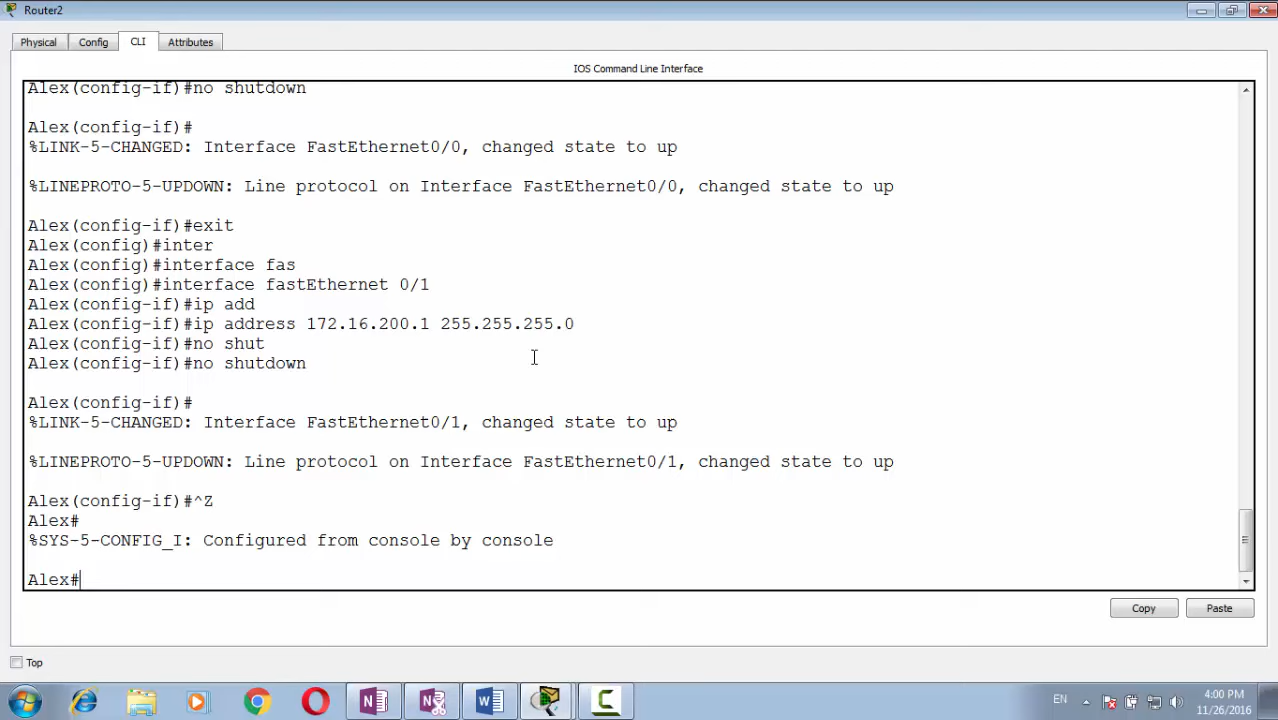 Router2
Physical Config CLI Attributes
IOS Command Line Interface
Alex(config-if)#no shutdown
Alex(config-if)#
%LINK-5-CHANGED: Interface FastEthernet0/0, changed state to up
%LINEPROTO-5-UPDOWN: Line protocol on Interface FastEthernet0/0, changed state to up
Alex(config-if)#exit
Alex(config)#inter
Alex(config)#interface fas
Alex(config)#interface fastEthernet 0/1
Alex(config-if)#ip add
Alex(config-if)#ip address 172.16.200.1 255.255.255.0
Alex(config-if)#no shut
Alex(config-if)#no shutdown
Alex(config-if)#
%LINK-5-CHANGED: Interface FastEthernet0/1, changed state to up
%LINEPROTO-5-UPDOWN: Line protocol on Interface FastEthernet0/1, changed state to up
Alex(config-if)#^Z
Alex#
%SYS-5-CONFIG_I: Configured from console by console
Alex#
Copy Paste
Top
EN
4:00 PM
11/26/2016